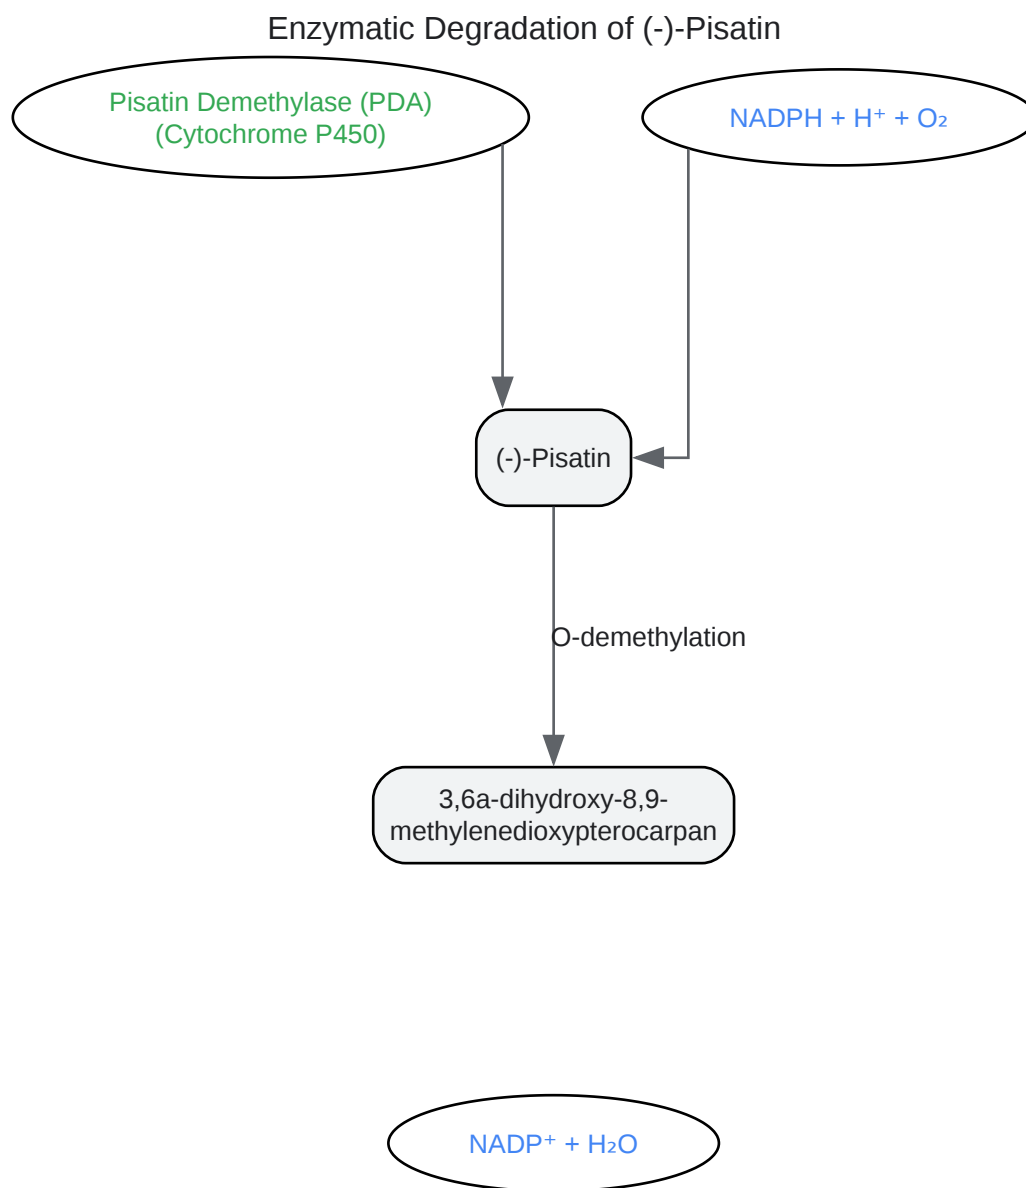 Enzymatic Degradation of (-)-Pisatin
Pisatin Demethylase (PDA)
(Cytochrome P450)
NADPH + H⁺ + O₂
(-)-Pisatin
O-demethylation
3,6a-dihydroxy-8,9-
methylenedioxypterocarpan
NADP⁺ + H₂O